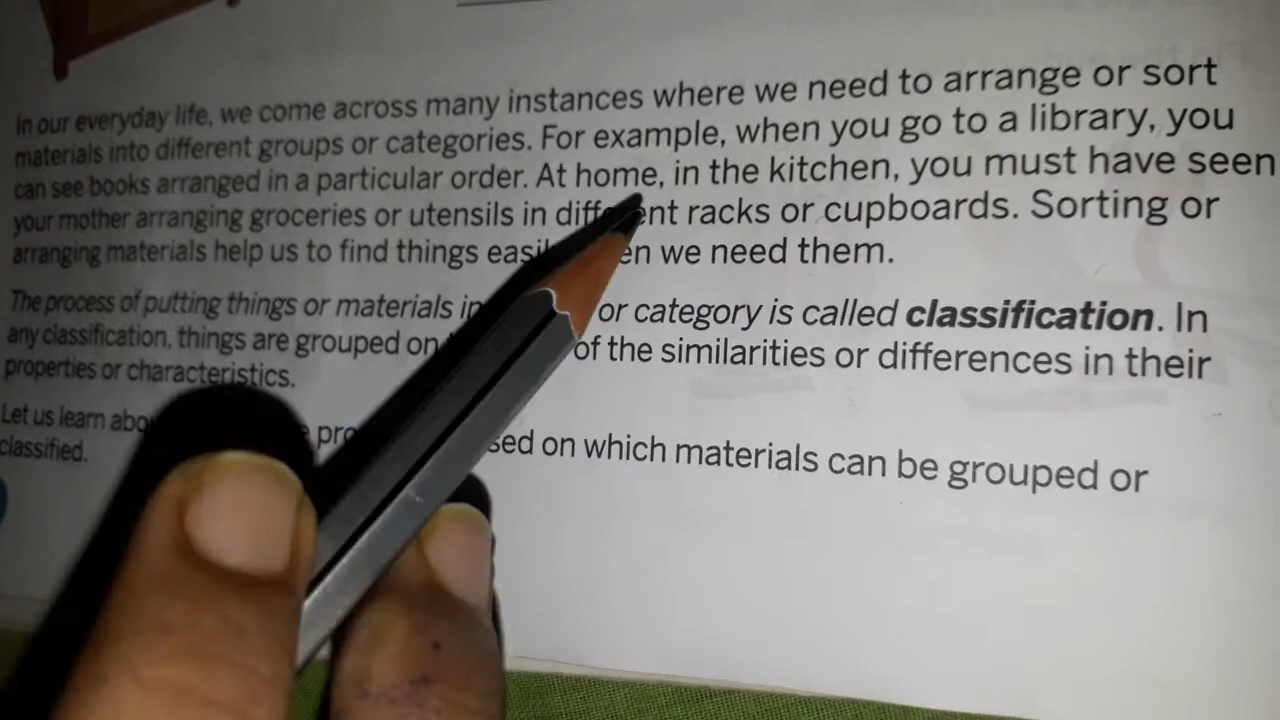 In our everyday life, we come across many instances where we need to arrange or sort
materials into different groups or categories. For example, when you go to a library, you
can see books arranged in a particular order. At home, in the kitchen, you must have seen
your mother arranging groceries or utensils in different racks or cupboards. Sorting or
arranging materials help us to find things we need them.
The process of putting things or materials or category is called classification. In
any classification, things are grouped on of the similarities or differences in their
properties or characteristics.
Let us learn on which materials can be grouped or
classified.